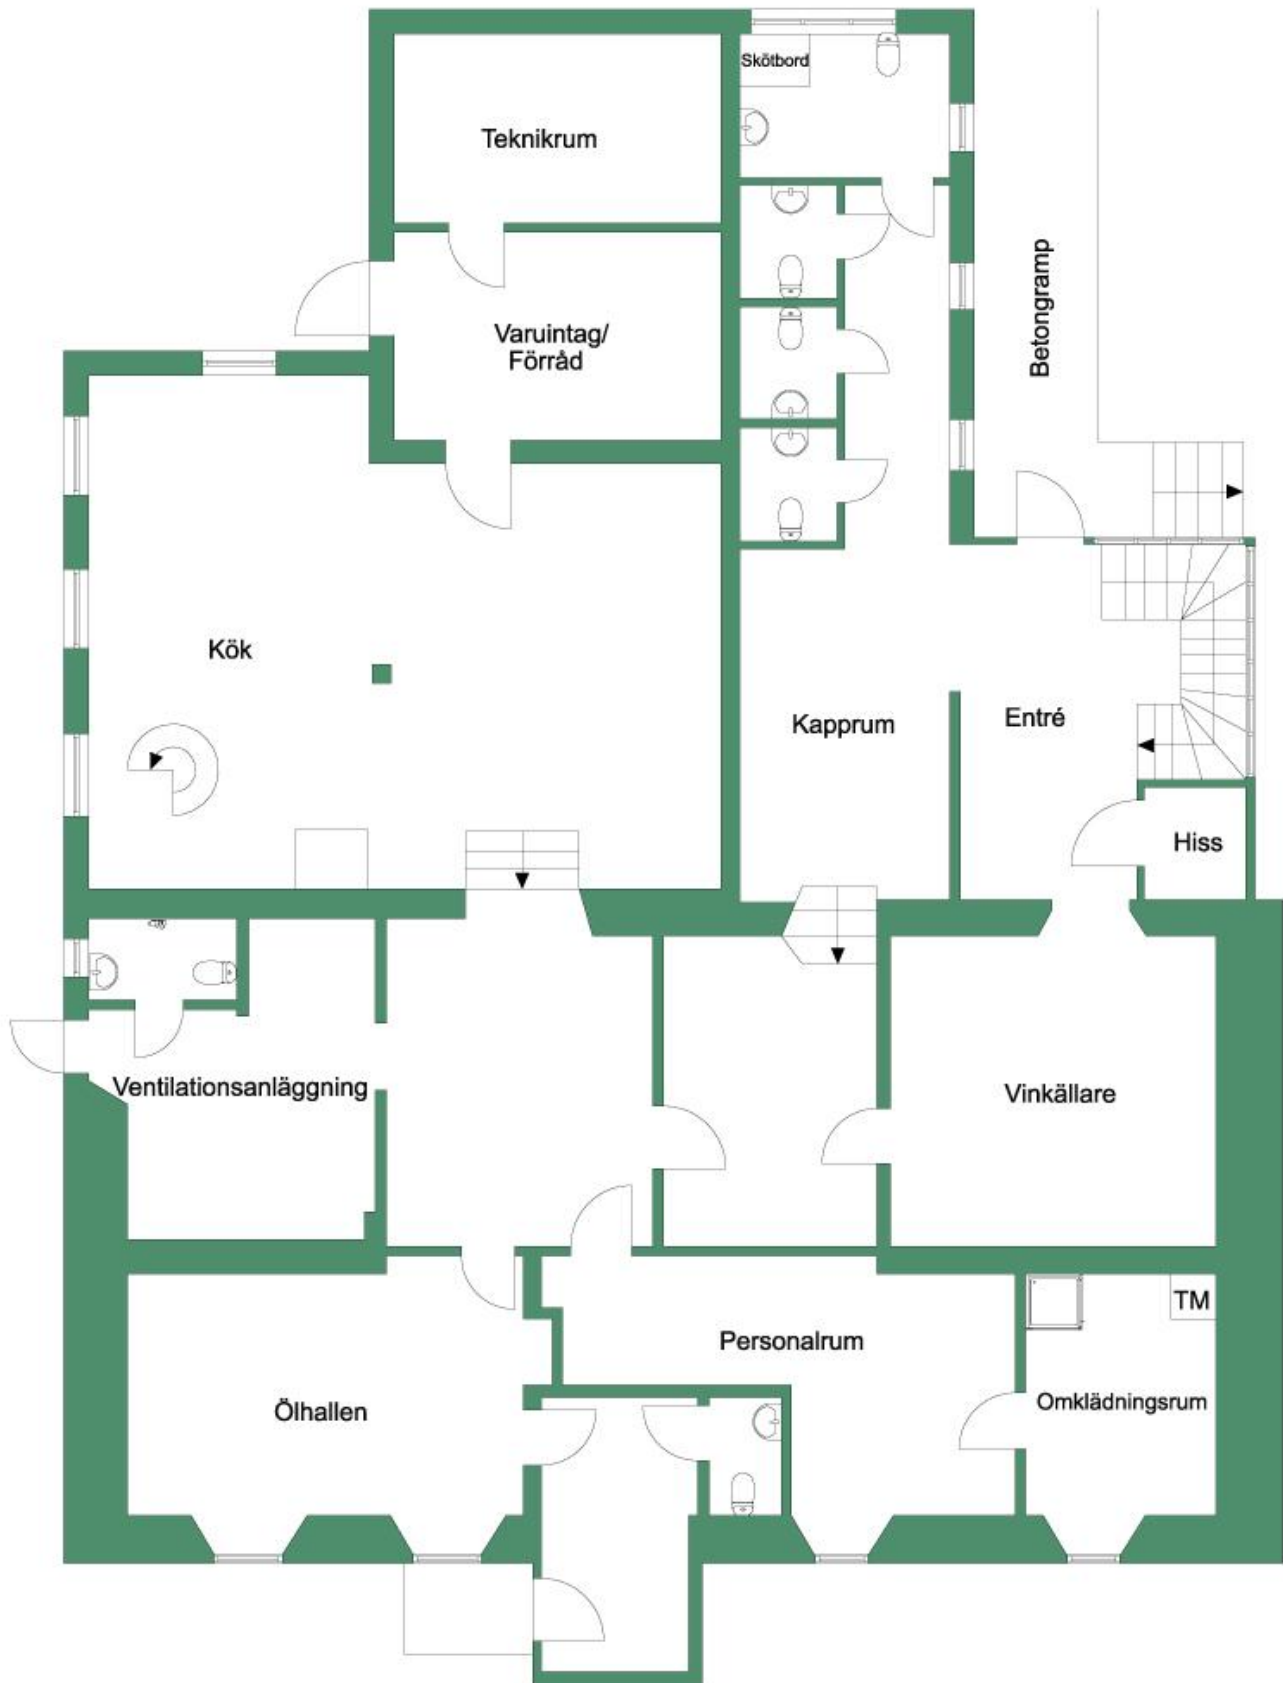 Skötbord
Teknikrum
Betongramp
Varuintag/
Förråd
Kök
Kapprum
Entré
Hiss
Ventilationsanläggning
Vinkällare
TM
Personalrum
Omklädningsrum
Ölhallen